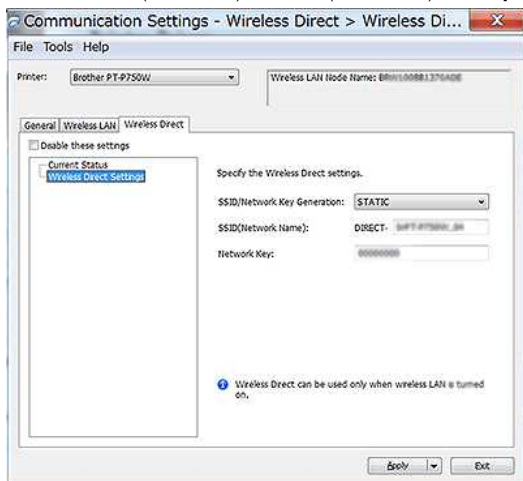 Communication Settings - Wireless Direct > Wireless Di...
File Tools Help
Printer: Brother PT-P750W Wireless LAN Node Name:
General Wireless LAN Wireless Direct
Disable these settings
Current Status
Wireless Direct Settings
Specify the Wireless Direct settings.
SSID/Network Key Generation: STATIC
SSID(Network Name): DIRECT-
Network Key:
Wireless Direct can be used only when wireless LAN is turned
on.
Apply Exit